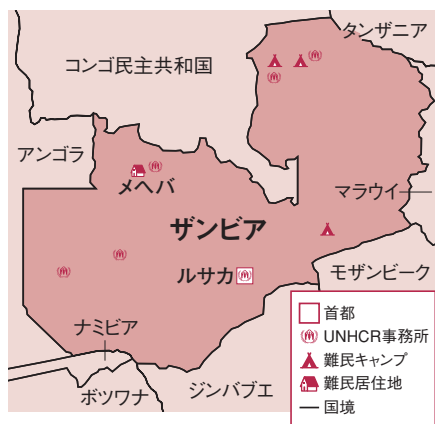 タンザニア
コンゴ民主共和国
アンゴラ
メヘバ
マラウイ
ザンビア
ルサカ
モザンビーク
ナミビア
ボツワナ
ジンバブエ
首都
UNHCR事務所
難民キャンプ
難民居住地
国境